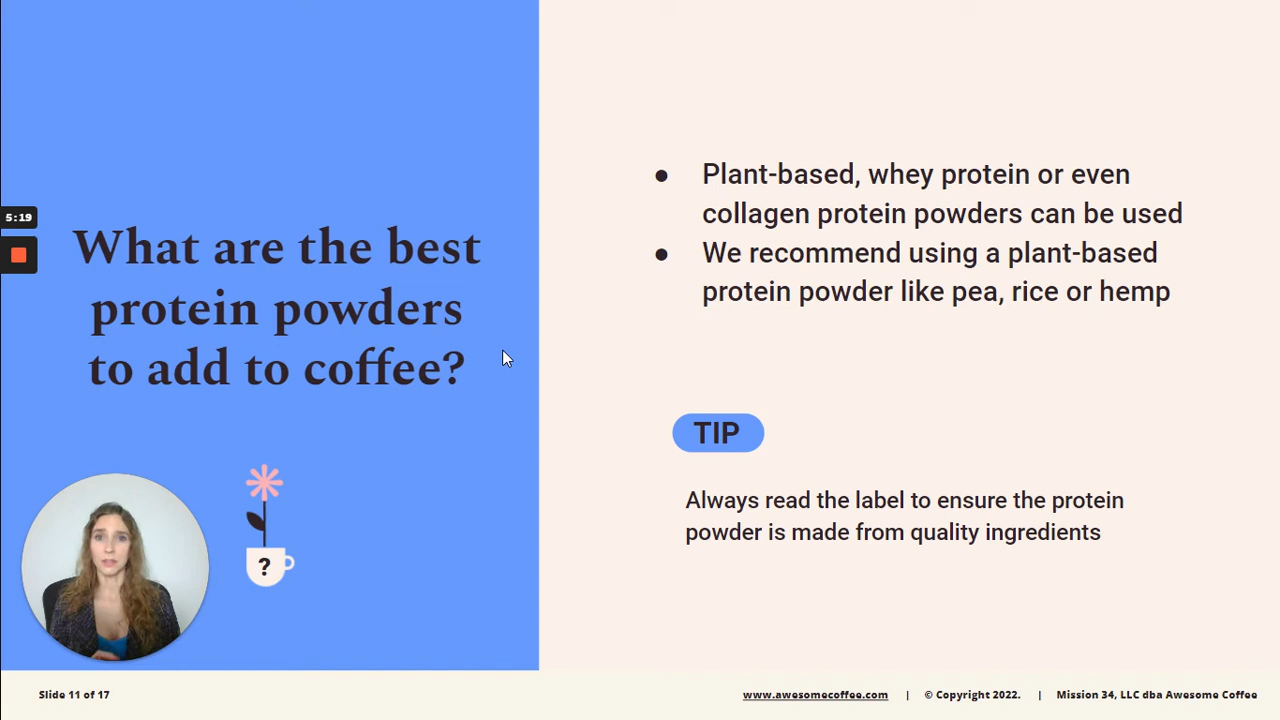 5:19
What are the best
protein powders
to add to coffee?
?
● Plant-based, whey protein or even
collagen protein powders can be used
● We recommend using a plant-based
protein powder like pea, rice or hemp
TIP
Always read the label to ensure the protein
powder is made from quality ingredients
Slide 11 of 17
www.awesomecoffee.com | © Copyright 2022. | Mission 34, LLC dba Awesome Coffee